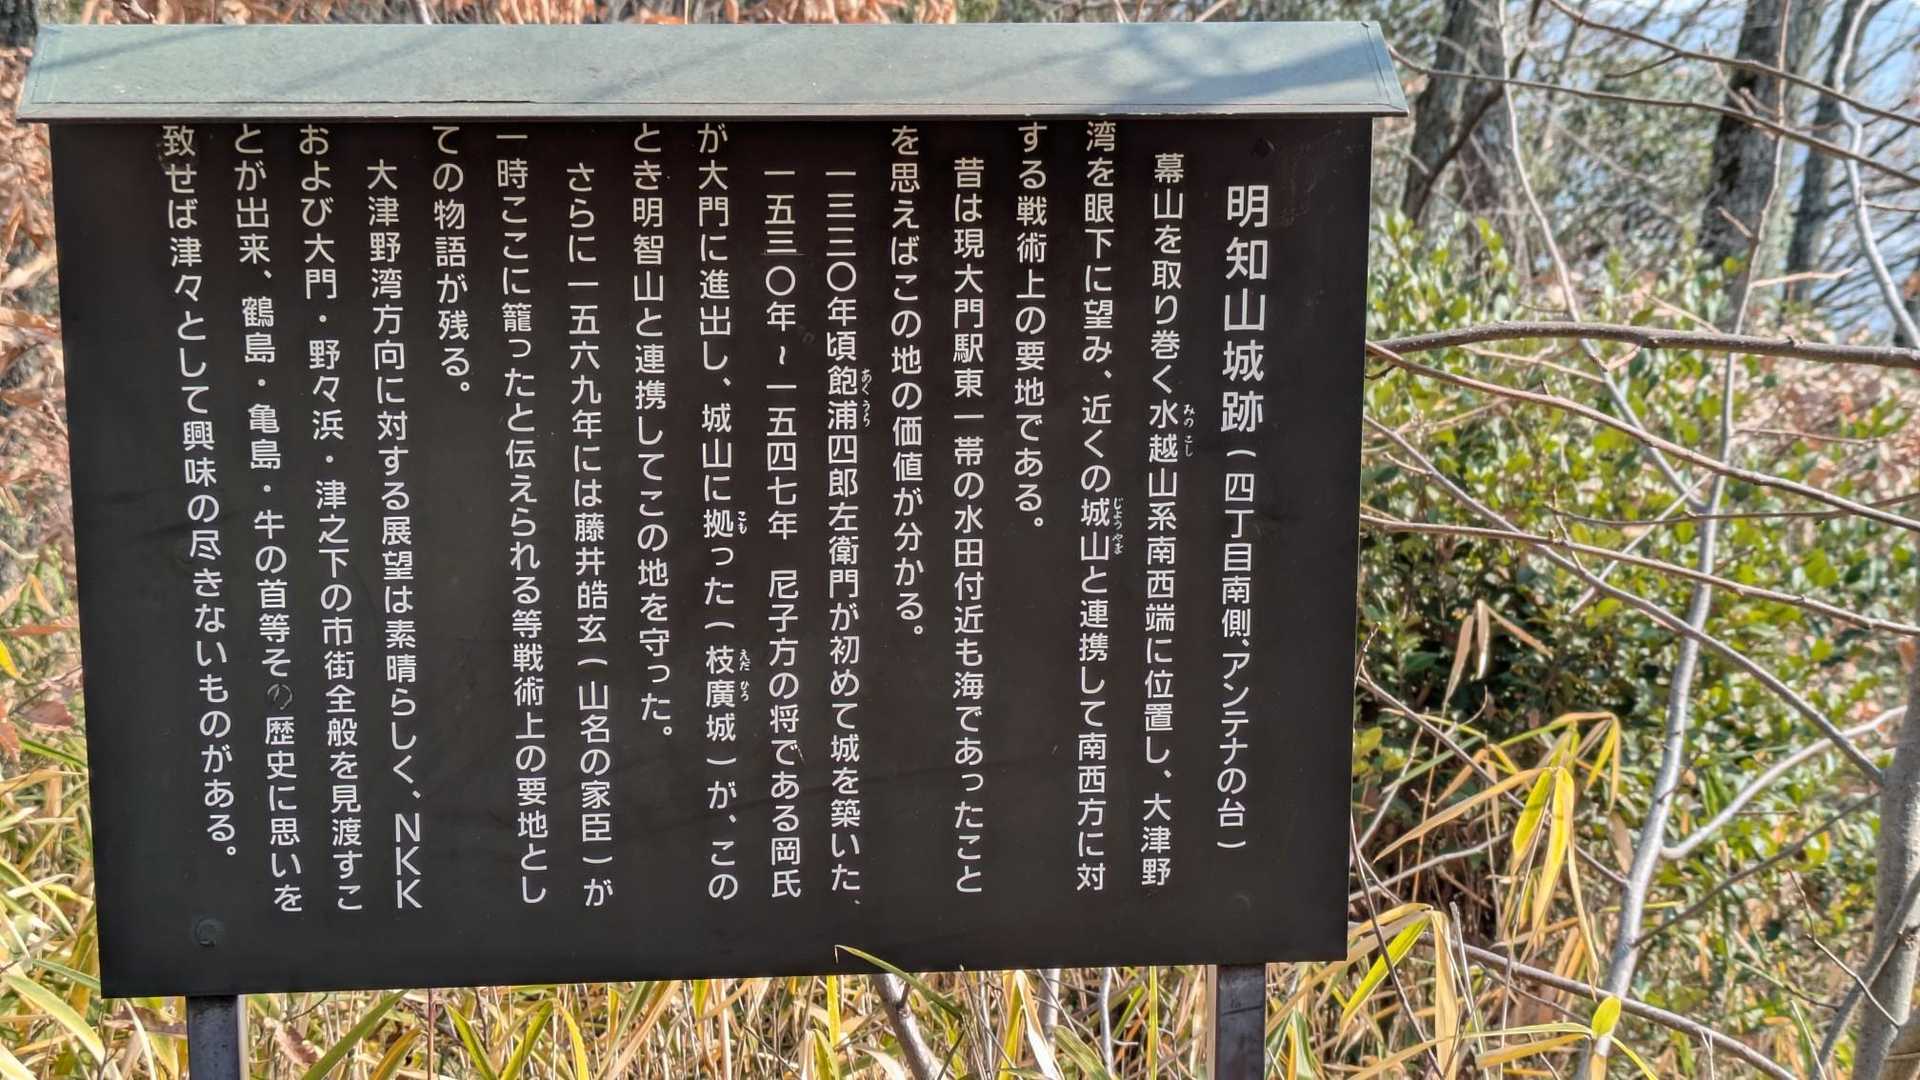 明知山城跡（四丁目南側、アンテナの台）
幕山を取り巻く水越山系南西端に位置し、大津野
湾を眼下に望み、近くの城山と連携して南西方に対
する戦術上の要地である。
昔は現大門駅東一帯の水田付近も海であったこと
を思えばこの地の価値が分かる。
一三三〇年頃飽浦四郎左衛門が初めて城を築いた、
一五三〇年～一五四七年　尼子方の将である岡氏
が大門に進出し、城山に拠った（枝廣城）が、この
とき明智山と連携してこの地を守った。
さらに一五六九年には藤井皓玄（山名の家臣）が
一時ここに籠ったと伝えられる等戦術上の要地とし
ての物語が残る。
大津野湾方向に対する展望は素晴らしく、ＮＫＫ
および大門・野々浜・津之下の市街全般を見渡すこ
とが出来、鶴島・亀島・牛の首等その歴史に思いを
致せば津々として興味の尽きないものがある。